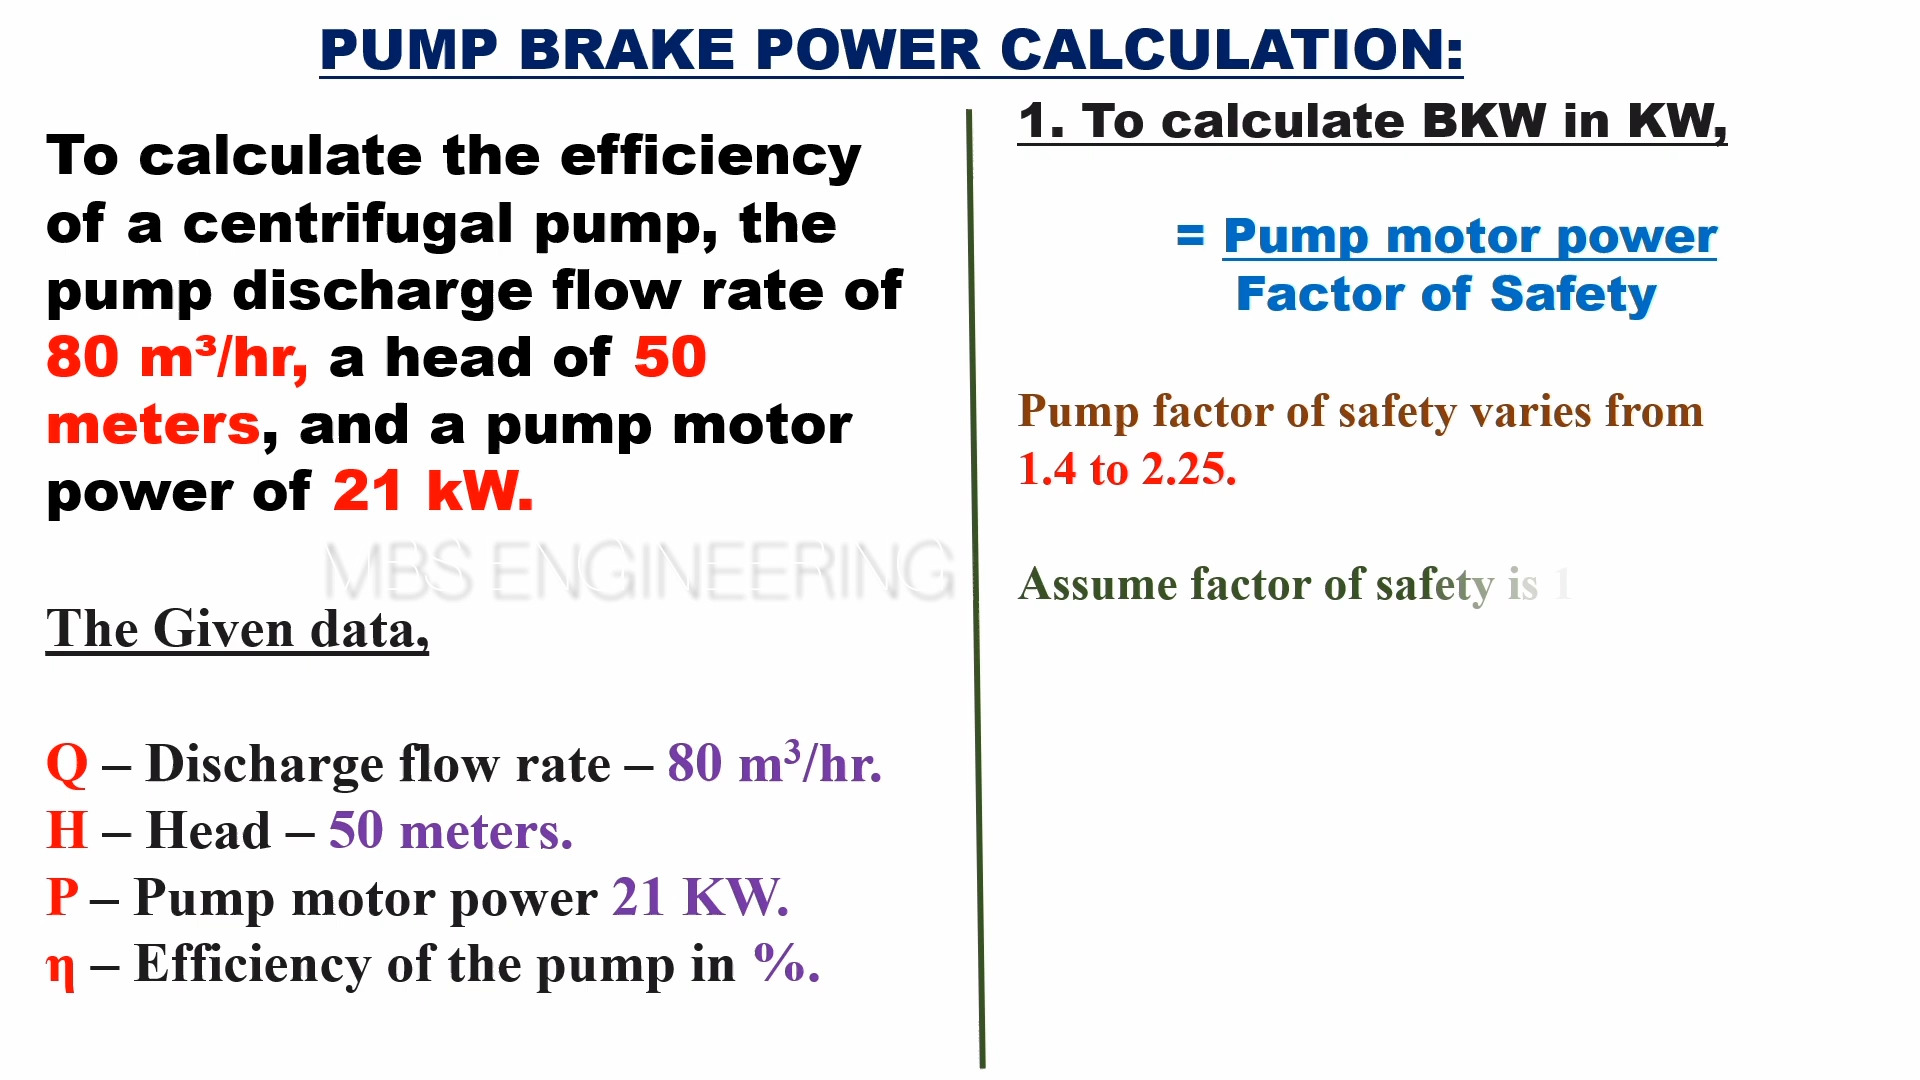 PUMP BRAKE POWER CALCULATION:
To calculate the efficiency
of a centrifugal pump, the
pump discharge flow rate of
80 m³/hr, a head of 50
meters, and a pump motor
power of 21 kW.
MBS ENGINEERING
The Given data,
Q – Discharge flow rate – 80 m³/hr.
H – Head – 50 meters.
P – Pump motor power 21 KW.
η – Efficiency of the pump in %.
1. To calculate BKW in KW,
= Pump motor power
Factor of Safety
Pump factor of safety varies from
1.4 to 2.25.
Assume factor of safety is 1